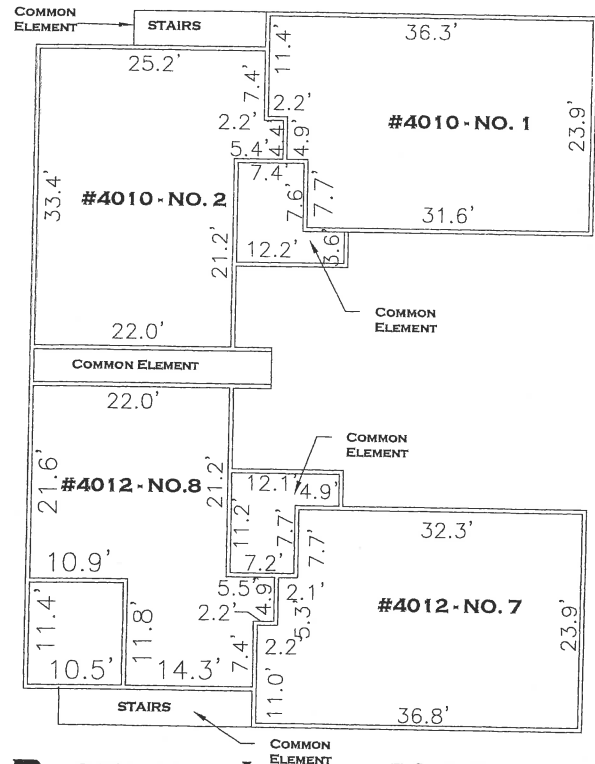 COMMON
ELEMENT
STAIRS
36.3'
25.2'
11.4'
7.4'
2.2'
2.2'
#4010 - NO. 1
23.9'
5.4'
4.4
4.9'
7.4'
33.4'
#4010 - NO. 2
7.6'
7.7'
31.6'
21.2'
12.2'
3.6'
COMMON
ELEMENT
22.0'
COMMON ELEMENT
22.0'
COMMON
ELEMENT
21.6'
#4012 - NO.8
21.2'
12.1'
4.9'
11.2'
7.7'
7.7'
32.3'
10.9'
7.2'
5.5'
4.9'
2.1'
2.2'
5.3'
#4012 - NO. 7
23.9'
11.4'
11.8'
7.4'
2.2'
10.5'
14.3'
11.0'
36.8'
STAIRS
COMMON
ELEMENT